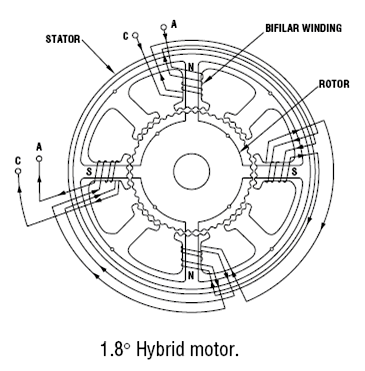 A
C
BIFILAR WINDING
STATOR
N
ROTOR
A
C
S
S
N
1.8° Hybrid motor.